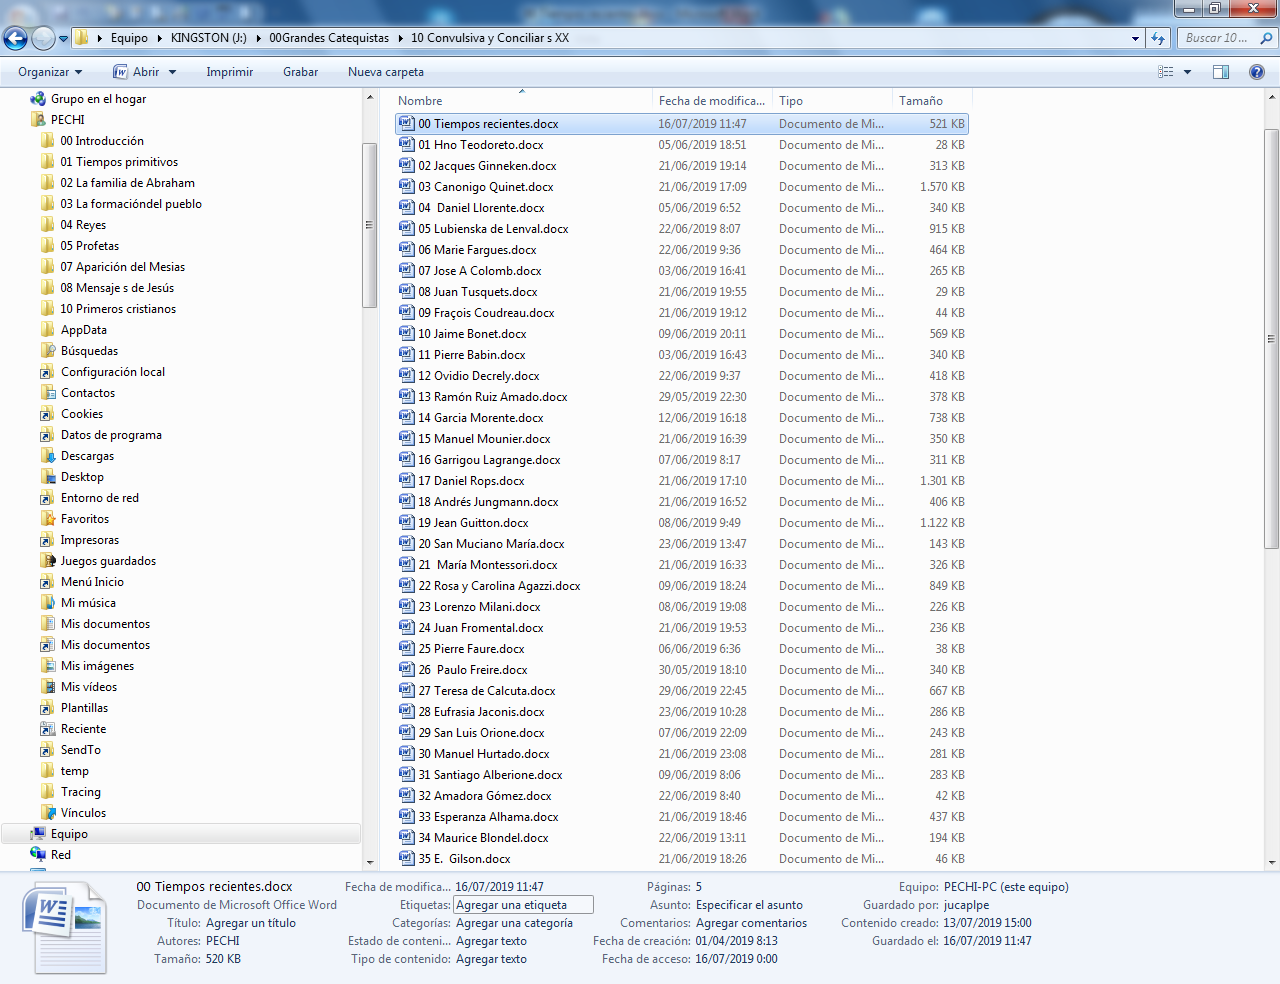 Equipo ▸ KINGSTON (J:) ▸ 00Grandes Catequistas ▸ 10 Convulsiva y Conciliar s XX
Buscar 10 ...
Organizar Abrir Imprimir Grabar Nueva carpeta
Grupo en el hogar
PECHI
00 Introducción
01 Tiempos primitivos
02 La familia de Abraham
03 La formacióndel pueblo
04 Reyes
05 Profetas
07 Aparición del Mesias
08 Mensaje s de Jesús
10 Primeros cristianos
AppData
Búsquedas
Configuración local
Contactos
Cookies
Datos de programa
Descargas
Desktop
Entorno de red
Favoritos
Impresoras
Juegos guardados
Menú Inicio
Mi música
Mis documentos
Mis documentos
Mis imágenes
Mis vídeos
Plantillas
Reciente
SendTo
temp
Tracing
Vínculos
Equipo
Red
Nombre Fecha de modifica... Tipo Tamaño
00 Tiempos recientes.docx 16/07/2019 11:47 Documento de Mi... 521 KB
01 Hno Teodoreto.docx 05/06/2019 18:51 Documento de Mi... 28 KB
02 Jacques Ginneken.docx 21/06/2019 19:14 Documento de Mi... 313 KB
03 Canonigo Quinet.docx 21/06/2019 17:09 Documento de Mi... 1.570 KB
04  Daniel Llorente.docx 05/06/2019 6:52 Documento de Mi... 340 KB
05 Lubienska de Lenval.docx 22/06/2019 8:07 Documento de Mi... 915 KB
06 Marie Fargues.docx 22/06/2019 9:36 Documento de Mi... 464 KB
07 Jose A Colomb.docx 03/06/2019 16:41 Documento de Mi... 265 KB
08 Juan Tusquets.docx 21/06/2019 19:55 Documento de Mi... 29 KB
09 Fraçois Coudreau.docx 21/06/2019 19:12 Documento de Mi... 44 KB
10 Jaime Bonet.docx 09/06/2019 20:11 Documento de Mi... 569 KB
11 Pierre Babin.docx 03/06/2019 16:43 Documento de Mi... 340 KB
12 Ovidio Decrely.docx 22/06/2019 9:37 Documento de Mi... 418 KB
13 Ramón Ruiz Amado.docx 29/05/2019 22:30 Documento de Mi... 378 KB
14 Garcia Morente.docx 12/06/2019 16:18 Documento de Mi... 738 KB
15 Manuel Mounier.docx 21/06/2019 16:39 Documento de Mi... 350 KB
16 Garrigou Lagrange.docx 07/06/2019 8:17 Documento de Mi... 311 KB
17 Daniel Rops.docx 21/06/2019 17:10 Documento de Mi... 1.301 KB
18 Andrés Jungmann.docx 21/06/2019 16:52 Documento de Mi... 406 KB
19 Jean Guitton.docx 08/06/2019 9:49 Documento de Mi... 1.122 KB
20 San Muciano María.docx 23/06/2019 13:47 Documento de Mi... 143 KB
21  María Montessori.docx 21/06/2019 16:33 Documento de Mi... 326 KB
22 Rosa y Carolina Agazzi.docx 09/06/2019 18:24 Documento de Mi... 849 KB
23 Lorenzo Milani.docx 08/06/2019 19:08 Documento de Mi... 226 KB
24 Juan Fromental.docx 21/06/2019 19:53 Documento de Mi... 236 KB
25 Pierre Faure.docx 06/06/2019 6:36 Documento de Mi... 38 KB
26  Paulo Freire.docx 30/05/2019 18:10 Documento de Mi... 340 KB
27 Teresa de Calcuta.docx 29/06/2019 22:45 Documento de Mi... 667 KB
28 Eufrasia Jaconis.docx 23/06/2019 10:28 Documento de Mi... 286 KB
29 San Luis Orione.docx 07/06/2019 22:09 Documento de Mi... 243 KB
30 Manuel Hurtado.docx 21/06/2019 23:08 Documento de Mi... 281 KB
31 Santiago Alberione.docx 09/06/2019 8:06 Documento de Mi... 283 KB
32 Amadora Gómez.docx 22/06/2019 8:40 Documento de Mi... 42 KB
33 Esperanza Alhama.docx 21/06/2019 18:46 Documento de Mi... 437 KB
34 Maurice Blondel.docx 22/06/2019 13:11 Documento de Mi... 194 KB
35 E.  Gilson.docx 21/06/2019 18:26 Documento de Mi... 46 KB
00 Tiempos recientes.docx Fecha de modifica... 16/07/2019 11:47 Páginas: 5 Equipo: PECHI-PC (este equipo)
Documento de Microsoft Office Word Etiquetas: Agregar una etiqueta Asunto: Especificar el asunto Guardado por: jucaplpe
Título: Agregar un título Categorías: Agregar una categoría Comentarios: Agregar comentarios Contenido creado: 13/07/2019 15:00
Autores: PECHI Estado de conteni... Agregar texto Fecha de creación: 01/04/2019 8:13 Guardado el: 16/07/2019 11:47
Tamaño: 520 KB Tipo de contenido: Agregar texto Fecha de acceso: 16/07/2019 0:00